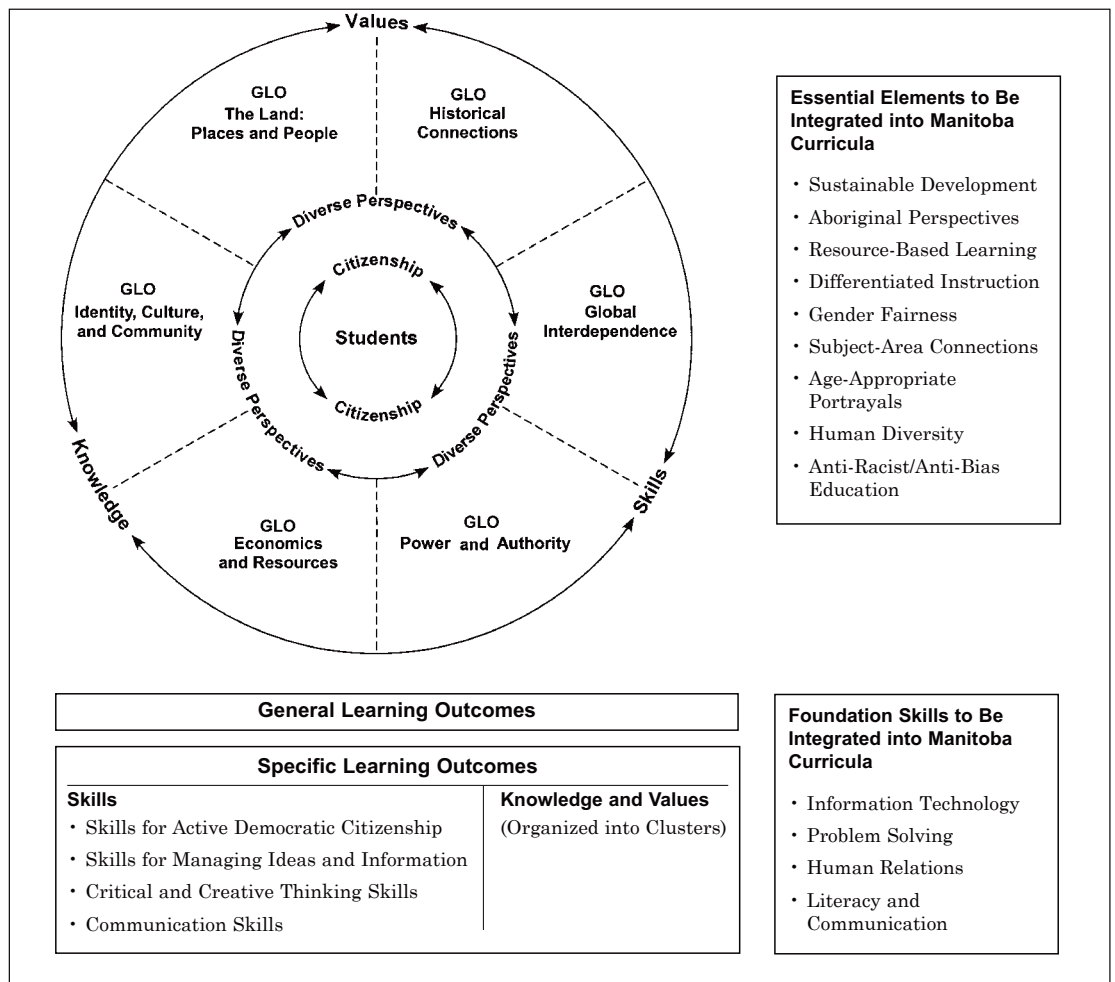 Values
GLO
The Land:
Places and People
GLO
Historical
Connections
GLO
Identity, Culture,
and Community
GLO
Global
Interdependence
Diverse Perspectives
Citizenship
Students
Citizenship
Diverse Perspectives
Diverse Perspectives
Knowledge
Skills
GLO
Economics
and Resources
GLO
Power and Authority
Essential Elements to Be
Integrated into Manitoba
Curricula
• Sustainable Development
• Aboriginal Perspectives
• Resource-Based Learning
• Differentiated Instruction
• Gender Fairness
• Subject-Area Connections
• Age-Appropriate
Portrayals
• Human Diversity
• Anti-Racist/Anti-Bias
Education
General Learning Outcomes
Specific Learning Outcomes
Skills
• Skills for Active Democratic Citizenship
• Skills for Managing Ideas and Information
• Critical and Creative Thinking Skills
• Communication Skills
Knowledge and Values
(Organized into Clusters)
Foundation Skills to Be
Integrated into Manitoba
Curricula
• Information Technology
• Problem Solving
• Human Relations
• Literacy and
Communication